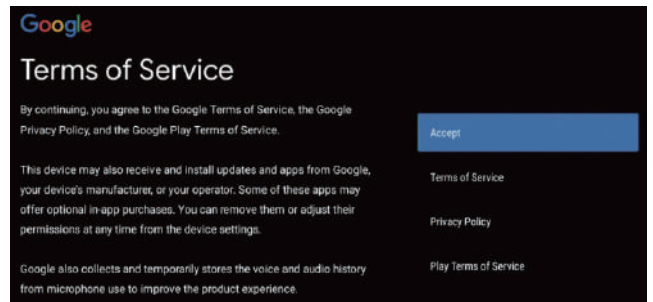 Google
Terms of Service
By continuing, you agree to the Google Terms of Service, the Google
Privacy Policy, and the Google Play Terms of Service.
This device may also receive and install updates and apps from Google,
your device's manufacturer, or your operator. Some of these apps may
offer optional in-app purchases. You can remove them or adjust their
permissions at any time from the device settings.
Google also collects and temporarily stores the voice and audio history
from microphone use to improve the product experience.
Accept
Terms of Service
Privacy Policy
Play Terms of Service